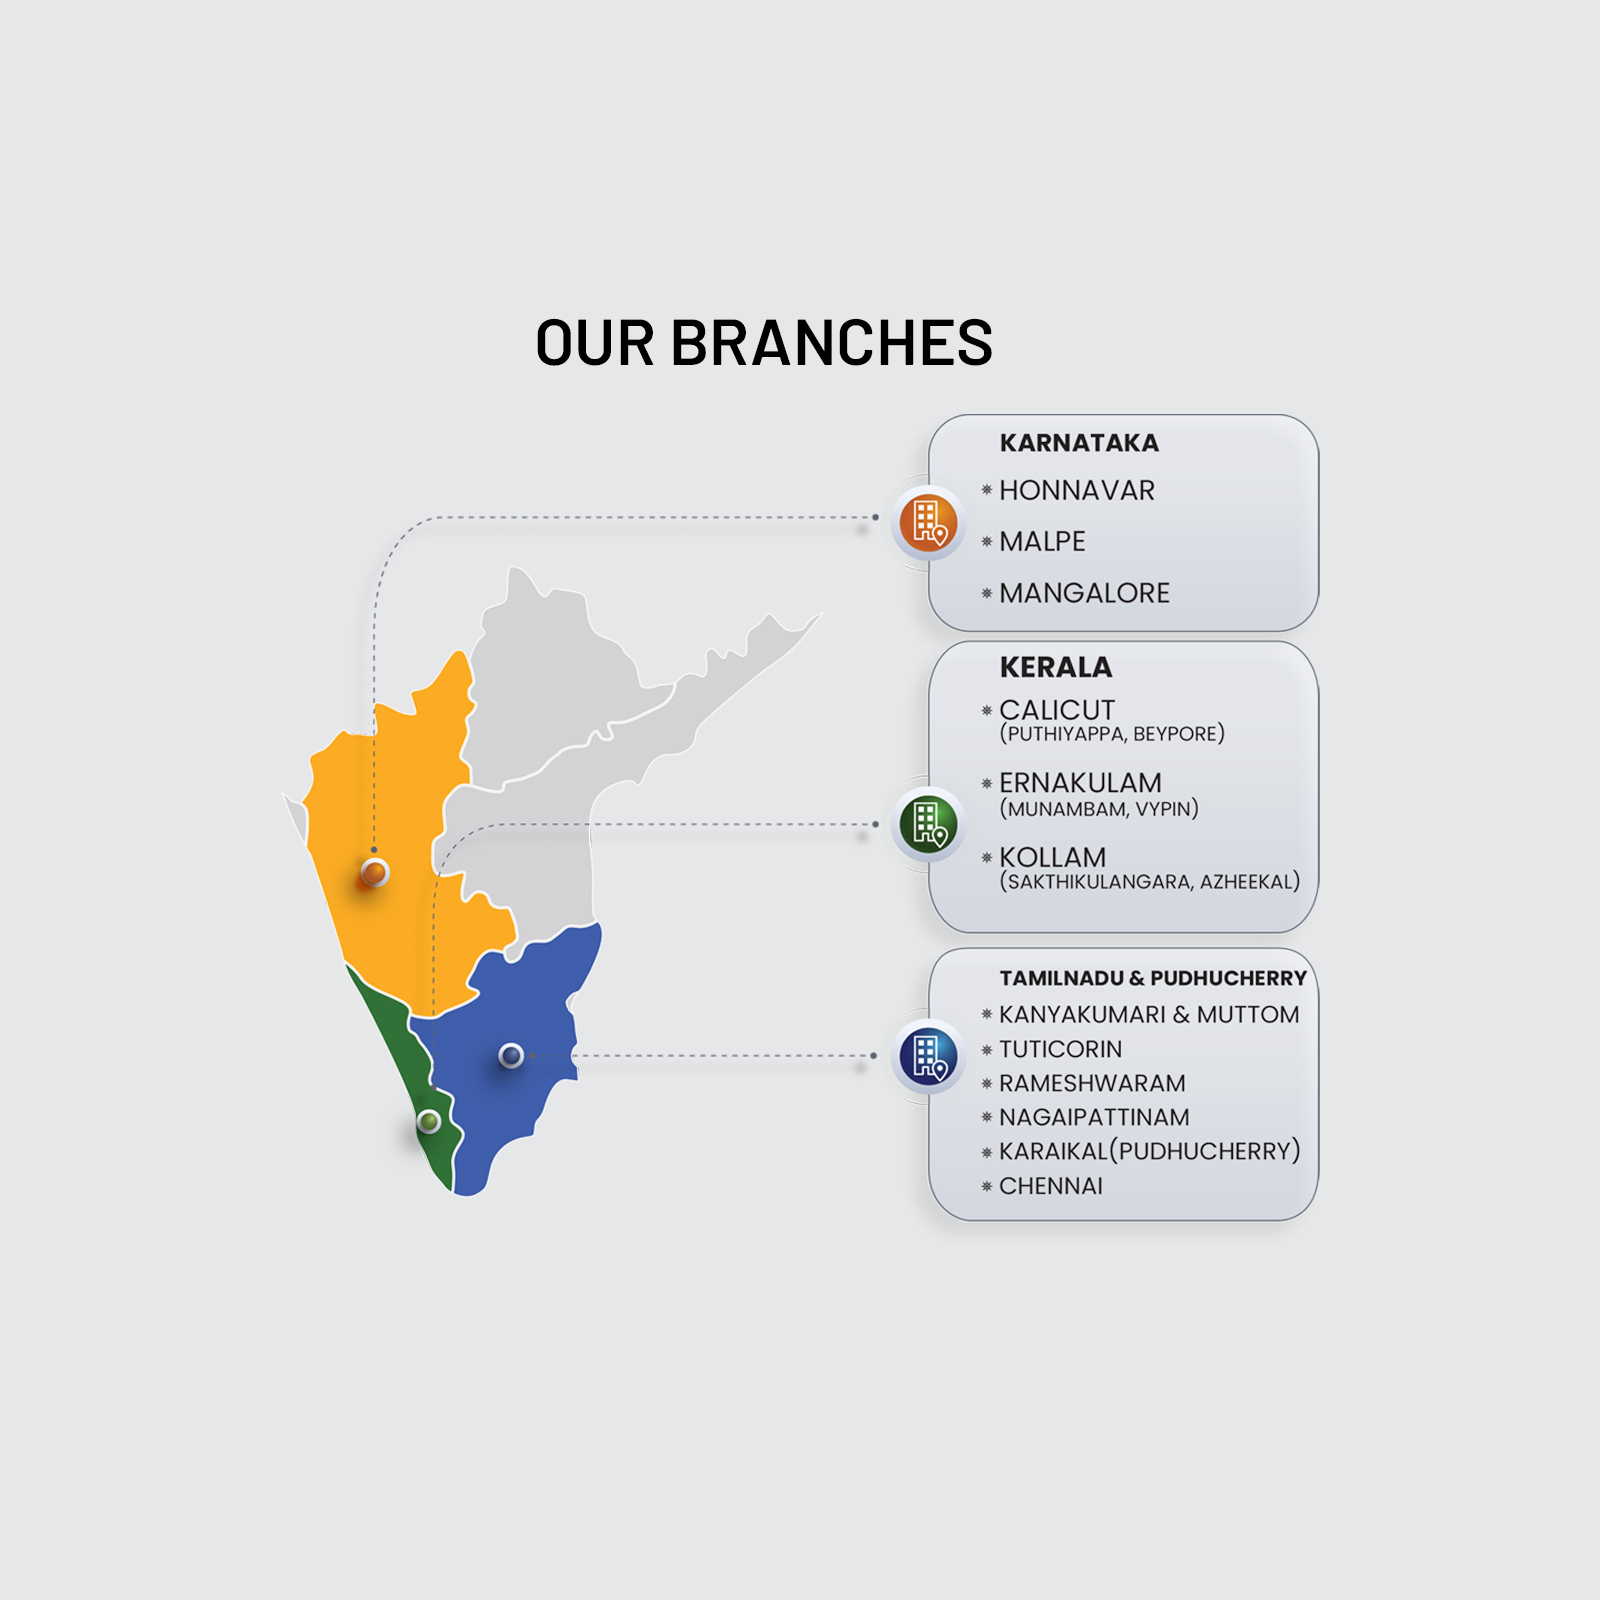 OUR BRANCHES
KARNATAKA
* HONNAVAR
* MALPE
* MANGALORE
KERALA
* CALICUT
(PUTHIYAPPA, BEYPORE)
* ERNAKULAM
(MUNAMBAM, VYPIN)
* KOLLAM
(SAKTHIKULANGARA, AZHEEKAL)
TAMILNADU & PUDHUCHERRY
* KANYAKUMARI & MUTTOM
* TUTICORIN
* RAMESHWARAM
* NAGAIPATTINAM
* KARAIKAL(PUDHUCHERRY)
* CHENNAI